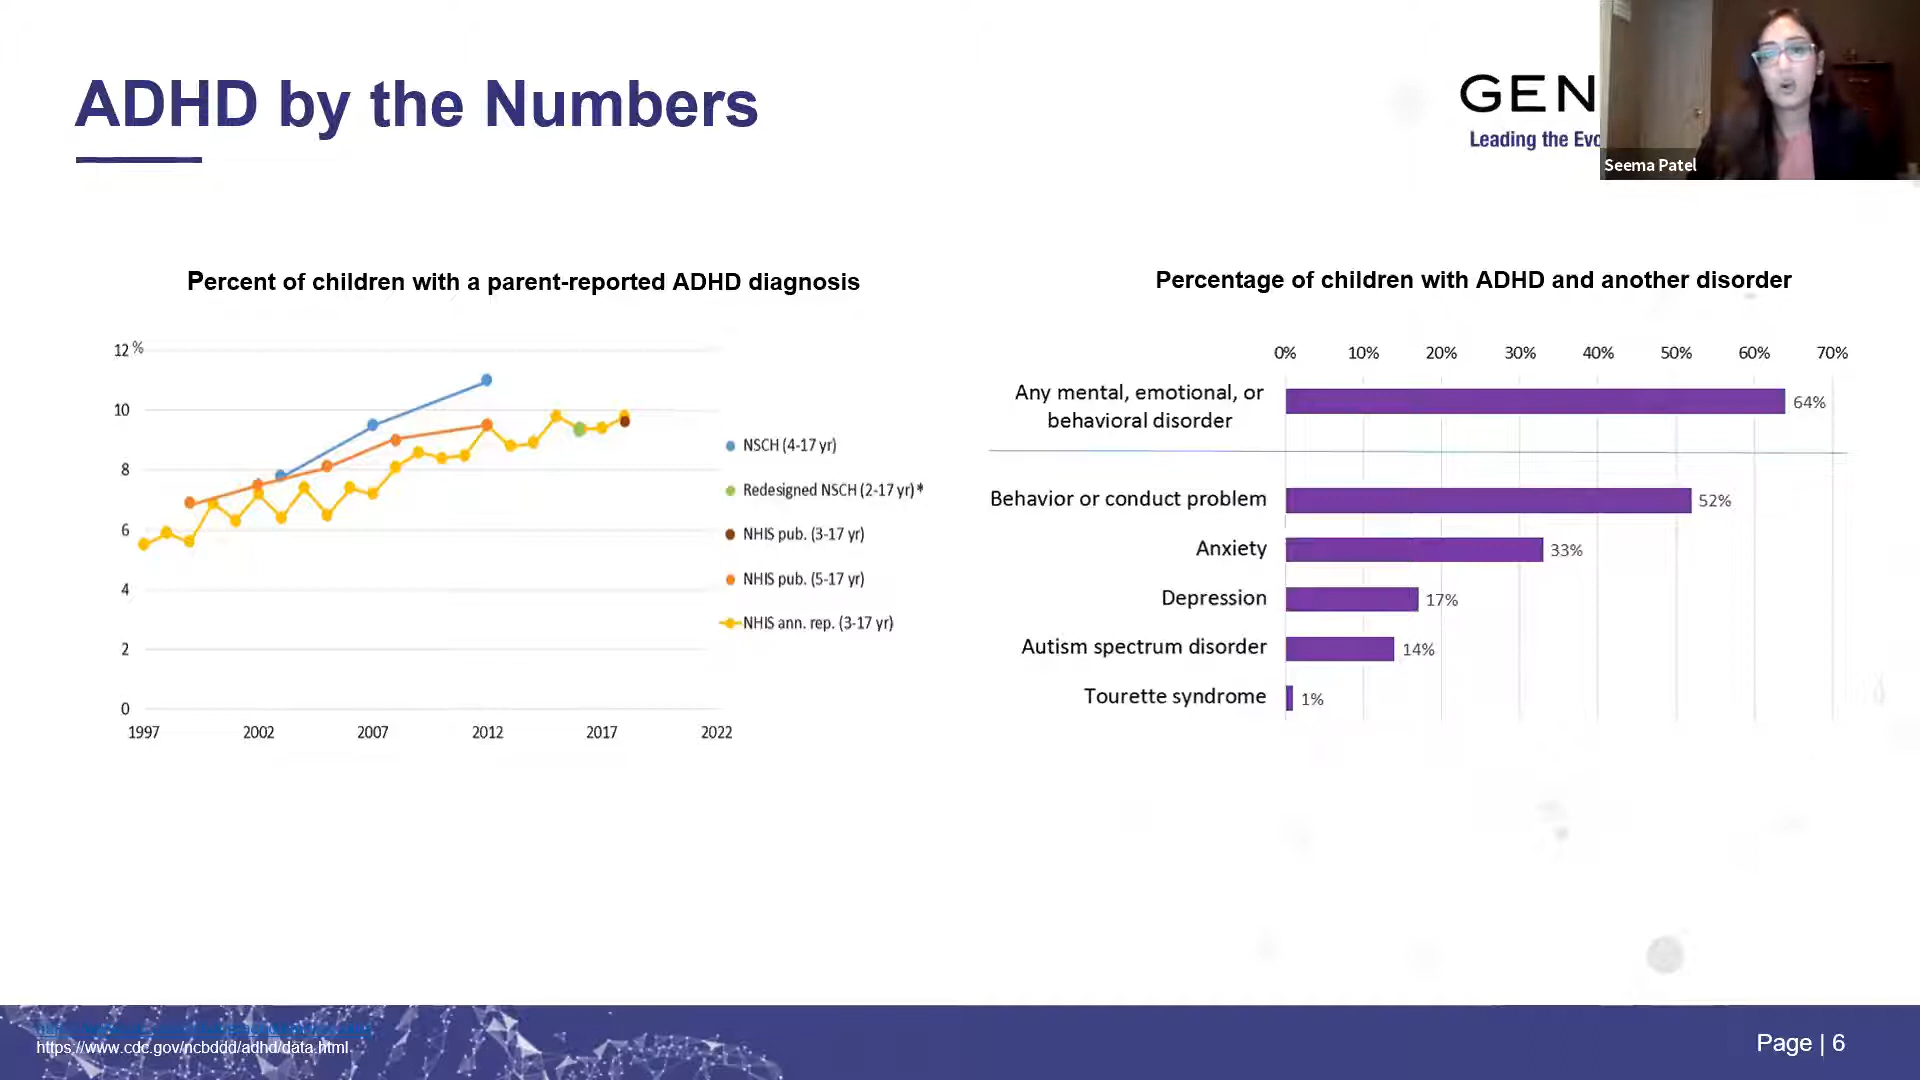 ADHD by the Numbers
GEN
Leading the Evo
Seema Patel
Percent of children with a parent-reported ADHD diagnosis
12 %
10
8
6
4
2
0
1997 2002 2007 2012 2017 2022
NSCH (4-17 yr)
Redesigned NSCH (2-17 yr)*
NHIS pub. (3-17 yr)
NHIS pub. (5-17 yr)
NHIS ann. rep. (3-17 yr)
Percentage of children with ADHD and another disorder
0% 10% 20% 30% 40% 50% 60% 70%
Any mental, emotional, or
behavioral disorder
64%
Behavior or conduct problem 52%
Anxiety 33%
Depression 17%
Autism spectrum disorder 14%
Tourette syndrome 1%
https://www.cdc.gov/ncbddd/adhd/data.html
Page | 6